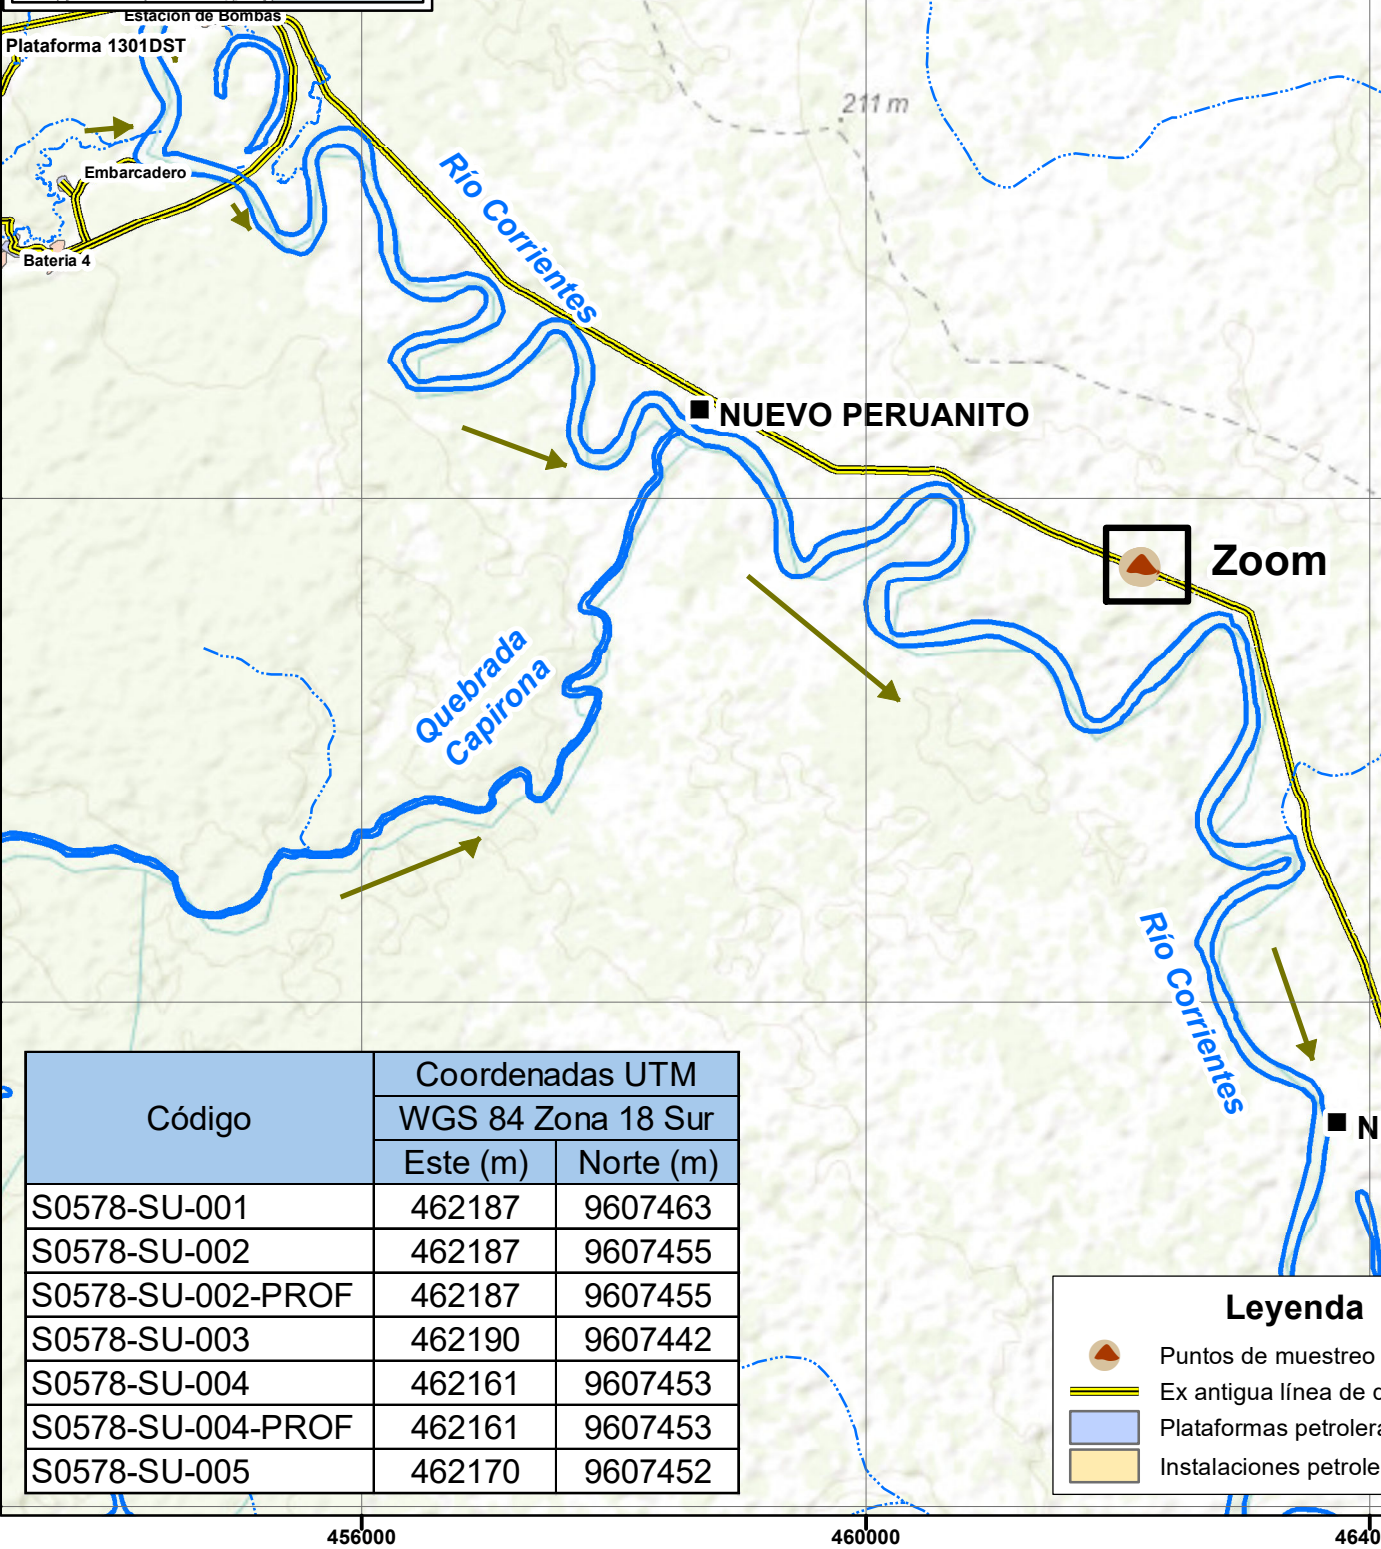 Estación de Bombas
Plataforma 1301DST
211 m
Embarcadero
Río Corrientes
Bateria 4
NUEVO PERUANITO
Zoom
Quebrada
Capirona
Río Corrientes
N
Código
Coordenadas UTM
WGS 84 Zona 18 Sur
Este (m) Norte (m)
S0578-SU-001 462187 9607463
S0578-SU-002 462187 9607455
S0578-SU-002-PROF 462187 9607455
S0578-SU-003 462190 9607442
S0578-SU-004 462161 9607453
S0578-SU-004-PROF 462161 9607453
S0578-SU-005 462170 9607452
Leyenda
Puntos de muestreo
Ex antigua línea de
Plataformas petrolera
Instalaciones petrole
456000 460000 4640